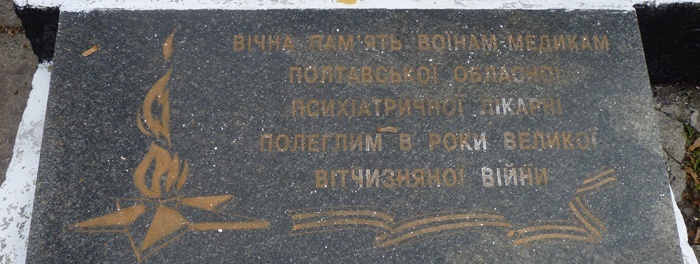 ВІЧНА ПАМ'ЯТЬ ВОЇНАМ-МЕДИКАМ
ПОЛТАВСЬКОЇ ОБЛАСНОЇ
ПСИХІАТРИЧНОЇ ЛІКАРНІ
ПОЛЕГЛИМ В РОКИ ВЕЛИКОЇ
ВІТЧИЗНЯНОЇ ВІЙНИ